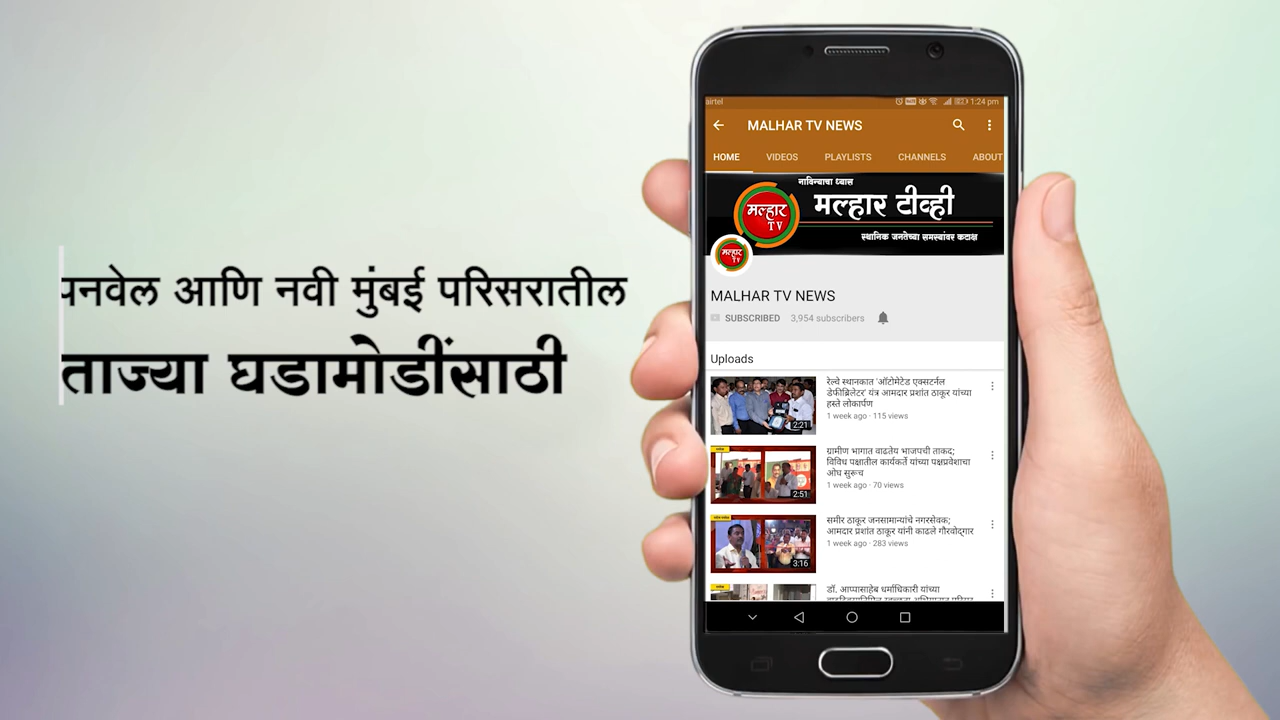 पनवेल आणि नवी मुंबई परिसरातील
ताज्या घडामोडींसाठी
airtel
1:24 pm
MALHAR TV NEWS
HOME VIDEOS PLAYLISTS CHANNELS ABOUT
नाविन्याचा ध्यास
मल्हार टीव्ही
मल्हार
TV
स्थानिक जनतेच्या समस्यांवर कटाक्ष
मल्हार
TV
MALHAR TV NEWS
SUBSCRIBED 3,954 subscribers
Uploads
रेल्वे स्थानकात 'ऑटोमेटेड एक्सटर्नल
डेफीब्रिलेटर' यंत्र आमदार प्रशांत ठाकूर यांच्या
हस्ते लोकार्पण
1 week ago · 115 views
2:21
ग्रामीण भागात वाढतेय भाजपची ताकद;
विविध पक्षातील कार्यकर्ते यांच्या पक्षप्रवेशाचा
ओघ सुरूच
1 week ago · 70 views
2:51
समीर ठाकूर जनसामान्यांचे नगरसेवक;
आमदार प्रशांत ठाकूर यांनी काढले गौरवोद्‌गार
1 week ago · 283 views
3:16
डॉ. आप्पासाहेब धर्माधिकारी यांच्या